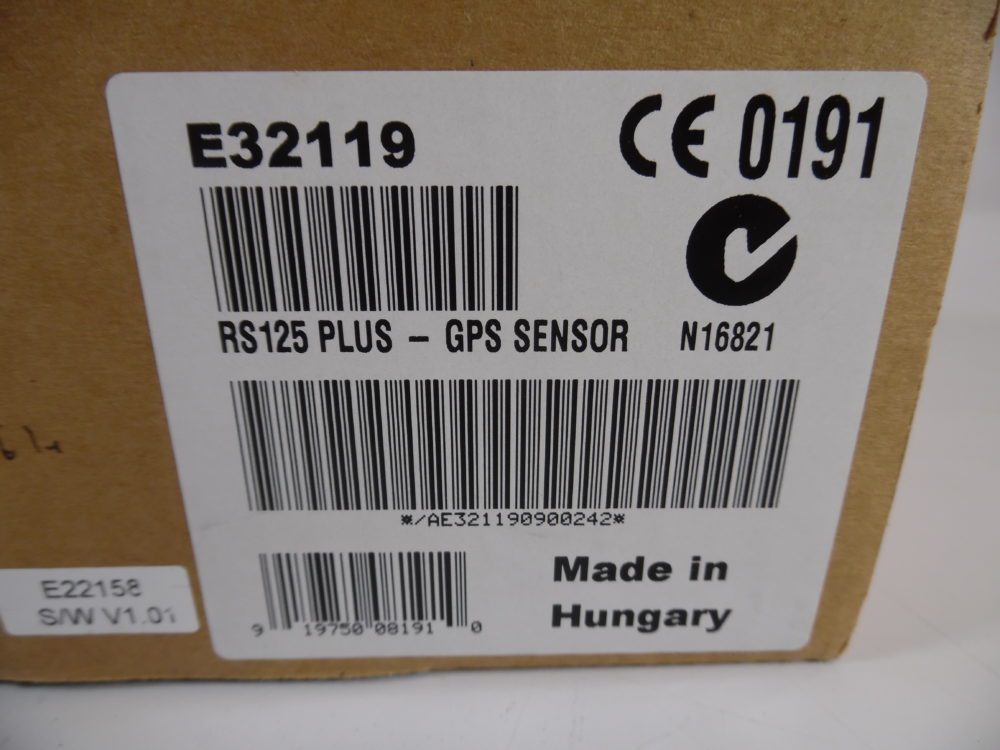 E32119
CE 0191
RS125 PLUS – GPS SENSOR
N16821
*/AE321190900242*
9 19750 08191 0
Made in
Hungary
E22158
S/W V1.01